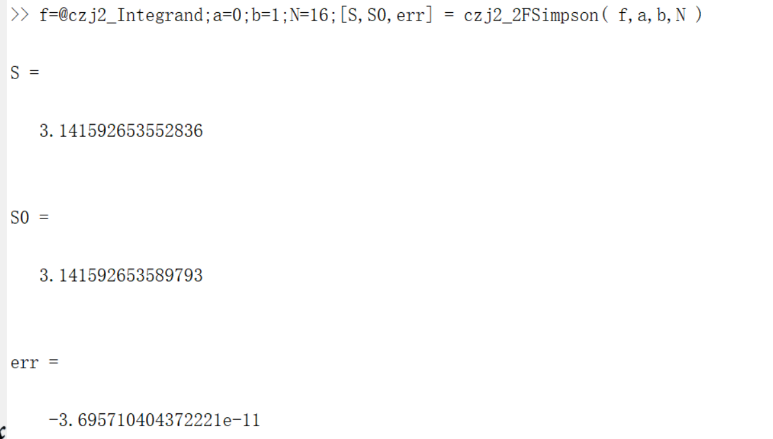 >> f=@czj2_Integrand;a=0;b=1;N=16;[S,S0,err] = czj2_2FSimpson( f,a,b,N )
S =
3.141592653552836
S0 =
3.141592653589793
err =
-3.695710404372221e-11